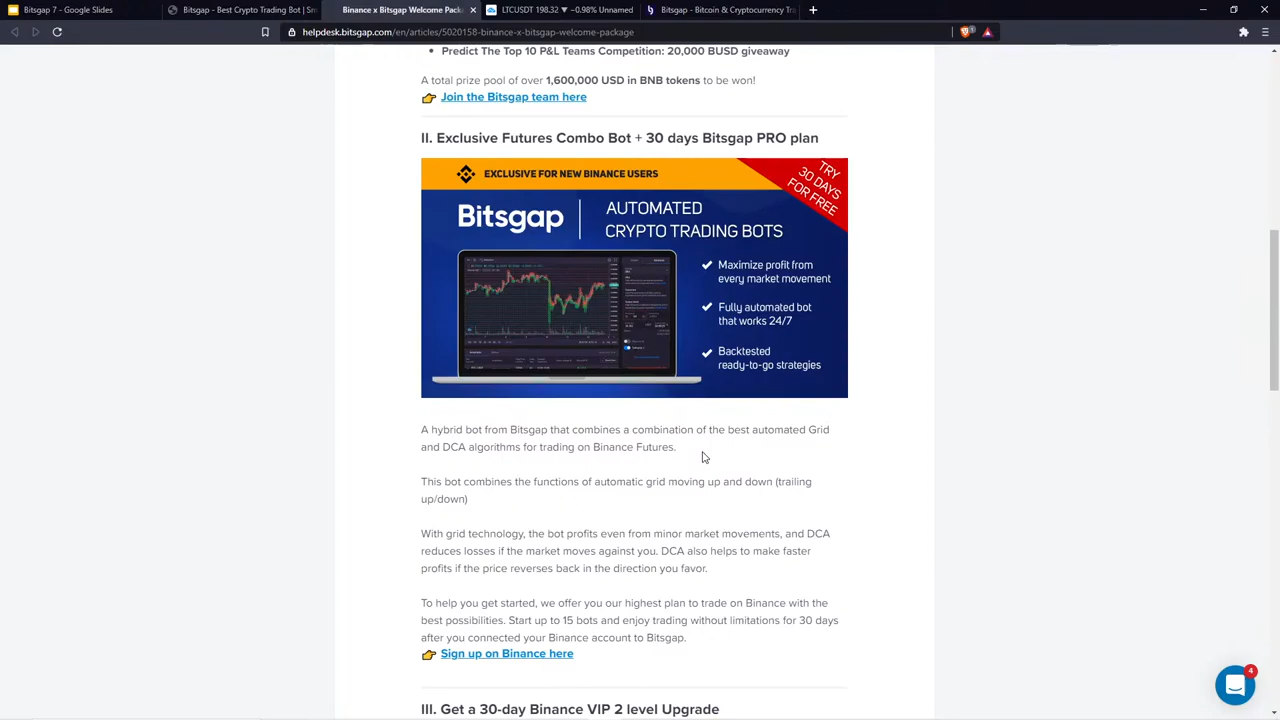 Bitsgap 7 - Google Slides
Bitsgap - Best Crypto Trading Bot | Sm
Binance x Bitsgap Welcome Pack
LTCUSDT 198.32 ▼ −0.98% Unnamed
Bitsgap - Bitcoin & Cryptocurrency Tra
helpdesk.bitsgap.com/en/articles/5020158-binance-x-bitsgap-welcome-package
• Predict The Top 10 P&L Teams Competition: 20,000 BUSD giveaway
A total prize pool of over 1,600,000 USD in BNB tokens to be won!
👉 Join the Bitsgap team here
II. Exclusive Futures Combo Bot + 30 days Bitsgap PRO plan
EXCLUSIVE FOR NEW BINANCE USERS
TRY
30 DAYS
FOR FREE
Bitsgap
AUTOMATED
CRYPTO TRADING BOTS
Maximize profit from
every market movement
Fully automated bot
that works 24/7
Backtested
ready-to-go strategies
A hybrid bot from Bitsgap that combines a combination of the best automated Grid
and DCA algorithms for trading on Binance Futures.
This bot combines the functions of automatic grid moving up and down (trailing
up/down)
With grid technology, the bot profits even from minor market movements, and DCA
reduces losses if the market moves against you. DCA also helps to make faster
profits if the price reverses back in the direction you favor.
To help you get started, we offer you our highest plan to trade on Binance with the
best possibilities. Start up to 15 bots and enjoy trading without limitations for 30 days
after you connected your Binance account to Bitsgap.
👉 Sign up on Binance here
4
III. Get a 30-day Binance VIP 2 level Upgrade